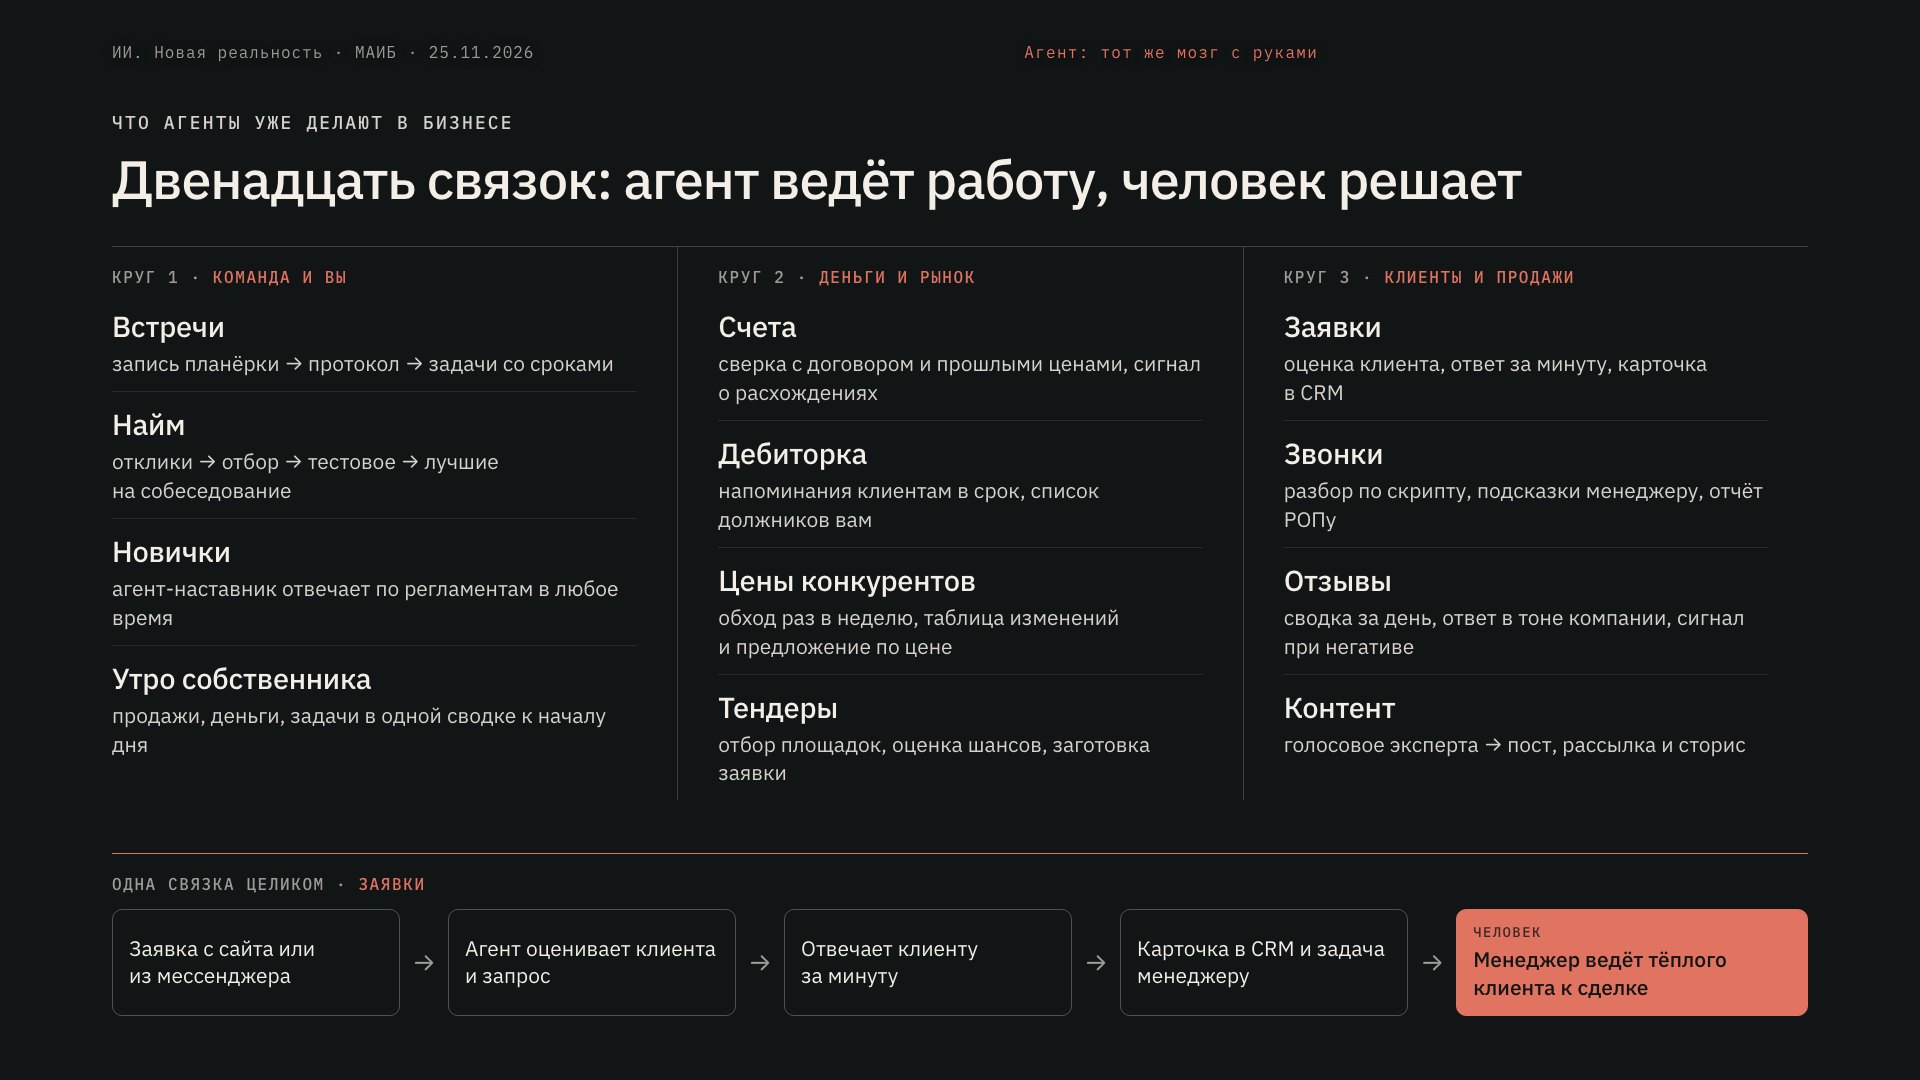 ИИ. Новая реальность · МАИБ · 25.11.2026
Агент: тот же мозг с руками
ЧТО АГЕНТЫ УЖЕ ДЕЛАЮТ В БИЗНЕСЕ
Двенадцать связок: агент ведёт работу, человек решает
КРУГ 1 · КОМАНДА И ВЫ
Встречи
запись планёрки → протокол → задачи со сроками
Найм
отклики → отбор → тестовое → лучшие
на собеседование
Новички
агент-наставник отвечает по регламентам в любое
время
Утро собственника
продажи, деньги, задачи в одной сводке к началу
дня
КРУГ 2 · ДЕНЬГИ И РЫНОК
Счета
сверка с договором и прошлыми ценами, сигнал
о расхождениях
Дебиторка
напоминания клиентам в срок, список
должников вам
Цены конкурентов
обход раз в неделю, таблица изменений
и предложение по цене
Тендеры
отбор площадок, оценка шансов, заготовка
заявки
КРУГ 3 · КЛИЕНТЫ И ПРОДАЖИ
Заявки
оценка клиента, ответ за минуту, карточка
в CRM
Звонки
разбор по скрипту, подсказки менеджеру, отчёт
РОПу
Отзывы
сводка за день, ответ в тоне компании, сигнал
при негативе
Контент
голосовое эксперта → пост, рассылка и сторис
ОДНА СВЯЗКА ЦЕЛИКОМ · ЗАЯВКИ
Заявка с сайта или
из мессенджера
→
Агент оценивает клиента
и запрос
→
Отвечает клиенту
за минуту
→
Карточка в CRM и задача
менеджеру
→
ЧЕЛОВЕК
Менеджер ведёт тёплого
клиента к сделке